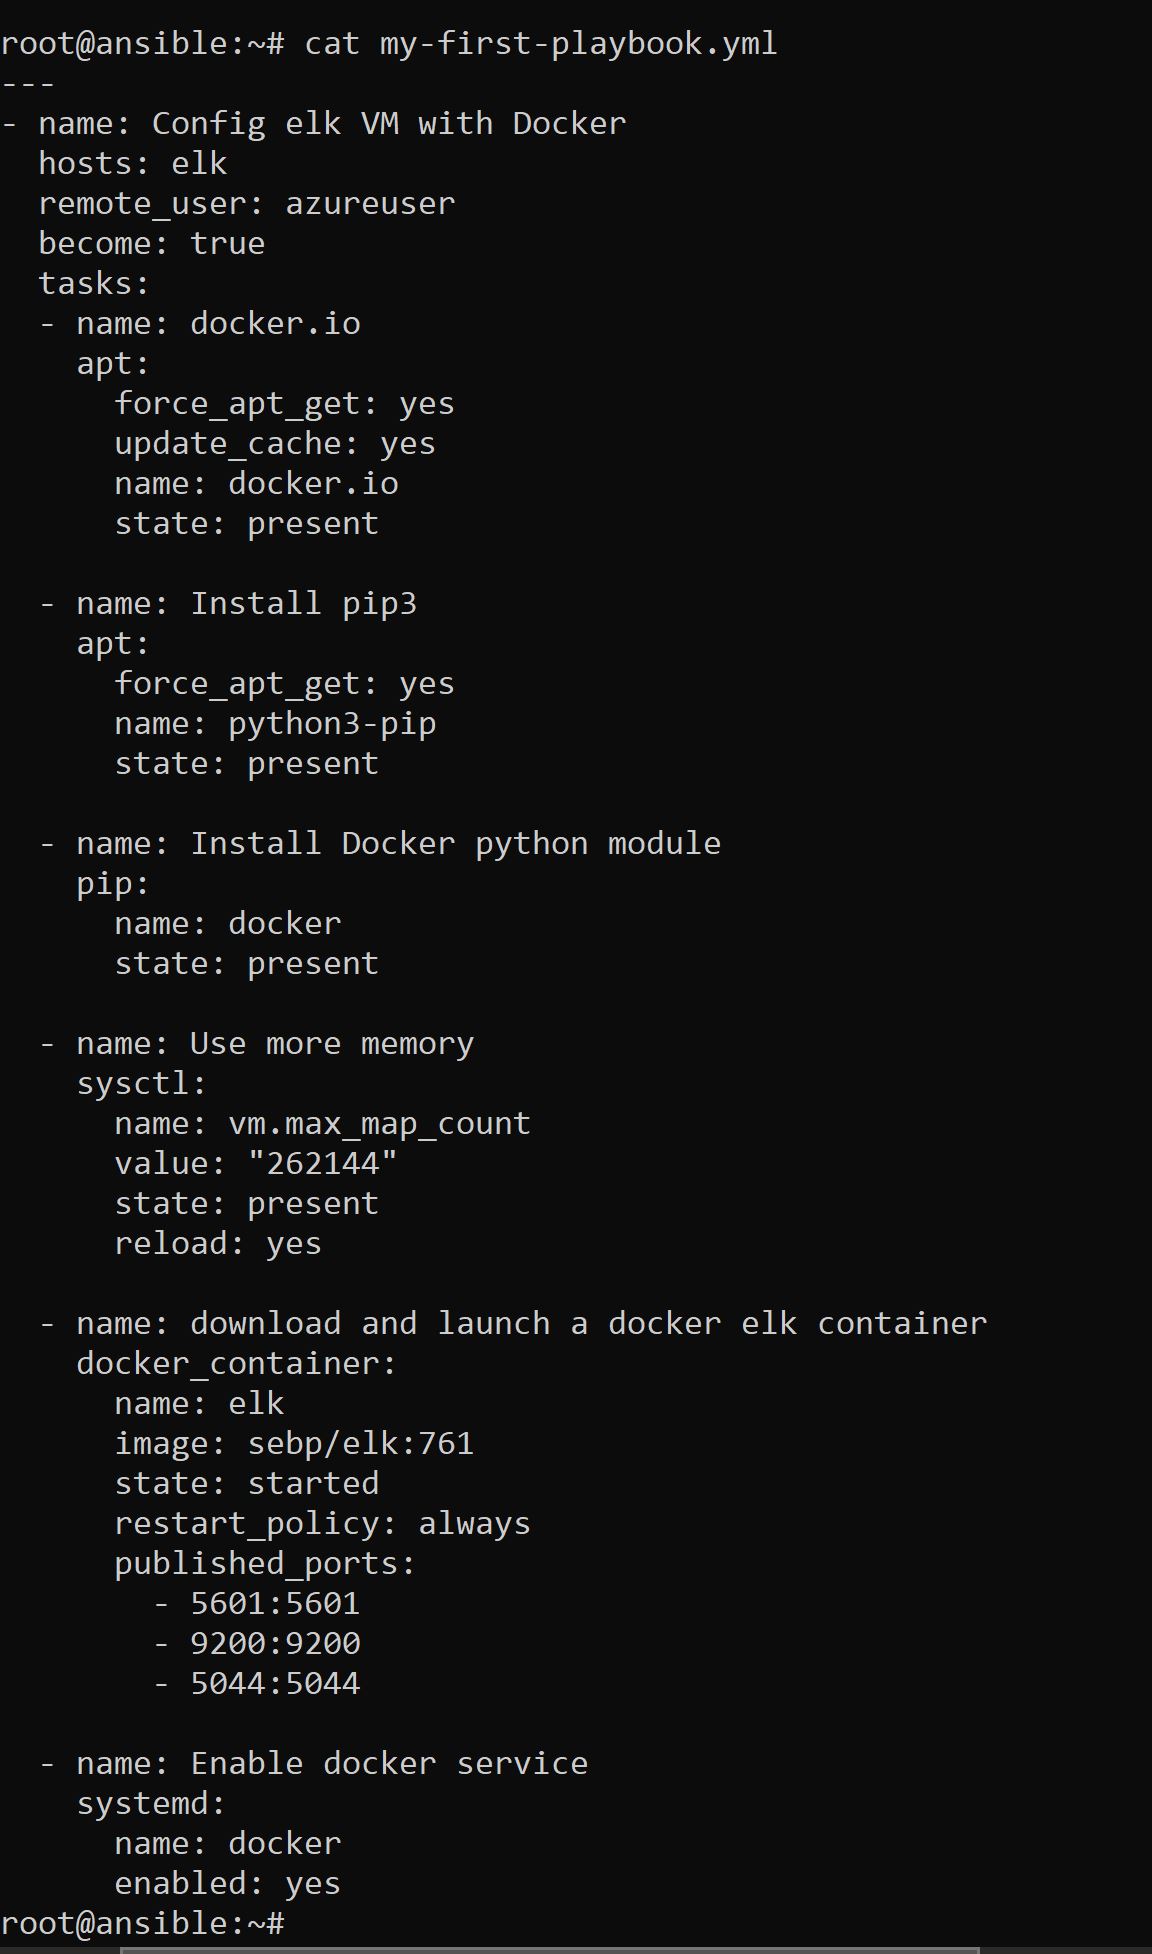 root@ansible:~# cat my-first-playbook.yml
---
- name: Config elk VM with Docker
  hosts: elk
  remote_user: azureuser
  become: true
  tasks:
  - name: docker.io
    apt:
      force_apt_get: yes
      update_cache: yes
      name: docker.io
      state: present

  - name: Install pip3
    apt:
      force_apt_get: yes
      name: python3-pip
      state: present

  - name: Install Docker python module
    pip:
      name: docker
      state: present

  - name: Use more memory
    sysctl:
      name: vm.max_map_count
      value: "262144"
      state: present
      reload: yes

  - name: download and launch a docker elk container
    docker_container:
      name: elk
      image: sebp/elk:761
      state: started
      restart_policy: always
      published_ports:
        - 5601:5601
        - 9200:9200
        - 5044:5044

  - name: Enable docker service
    systemd:
      name: docker
      enabled: yes
root@ansible:~#